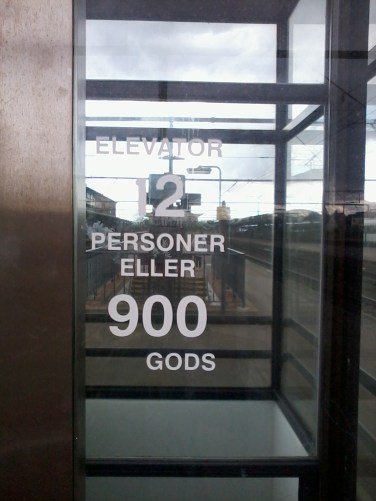 ELEVATOR
12
PERSONER
ELLER
900
GODS